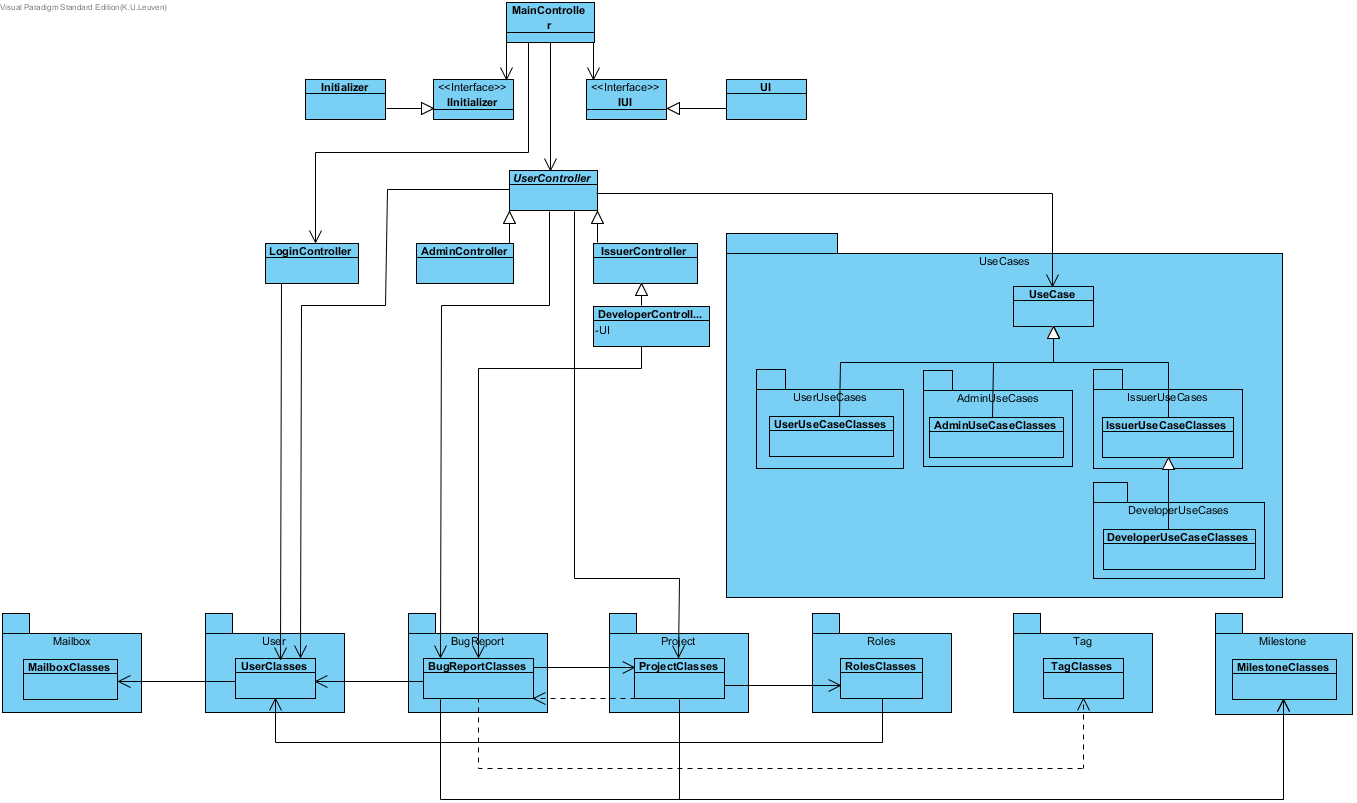 Visual Paradigm Standard Edition(K.U.Leuven)
MainControlle
r
Initializer
<<Interface>>
IInitializer
<<Interface>>
IUI
UI
UserController
LoginController
AdminController
IssuerController
DeveloperControll...
-UI
UseCases
UseCase
UserUseCases
UserUseCaseClasses
AdminUseCases
AdminUseCaseClasses
IssuerUseCases
IssuerUseCaseClasses
DeveloperUseCases
DeveloperUseCaseClasses
Mailbox
MailboxClasses
User
UserClasses
BugReport
BugReportClasses
Project
ProjectClasses
Roles
RolesClasses
Tag
TagClasses
Milestone
MilestoneClasses